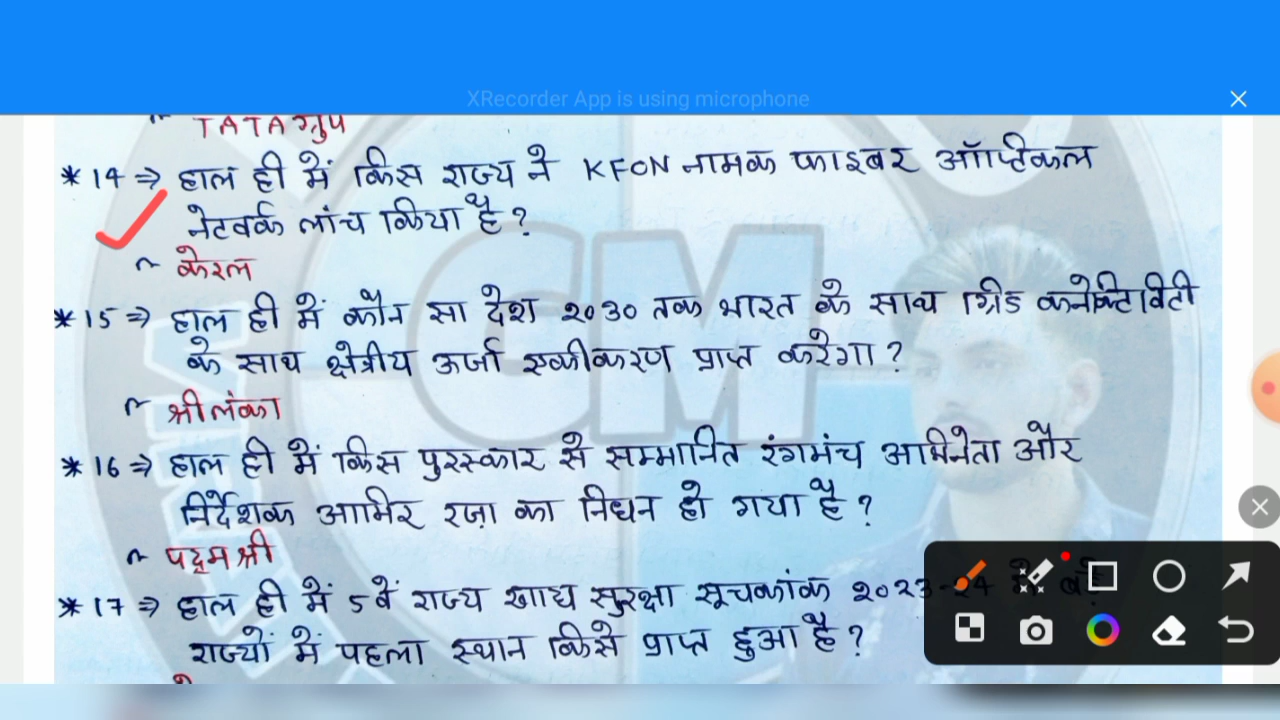 XRecorder App is using microphone
TATA ग्रुप
* 14 ⇒ हाल ही में किस राज्य ने KFON नामक फाइबर ऑप्टिकल
नेटवर्क लांच किया है?
~ केरल
* 15 ⇒ हाल ही में कौन सा देश 2030 तक भारत के साथ ग्रिड कनेक्टिविटी
के साथ क्षेत्रीय ऊर्जा एकीकरण प्राप्त करेगा?
~ श्रीलंका
* 16 ⇒ हाल ही में किस पुरस्कार से सम्मानित रंगमंच अभिनेता और
निर्देशक आमिर रज़ा का निधन हो गया है?
~ पद्मश्री
* 17 ⇒ हाल ही में 5वें राज्य खाद्य सुरक्षा सूचकांक 2023-24
राज्यों में पहला स्थान किसे प्राप्त हुआ है?
CM